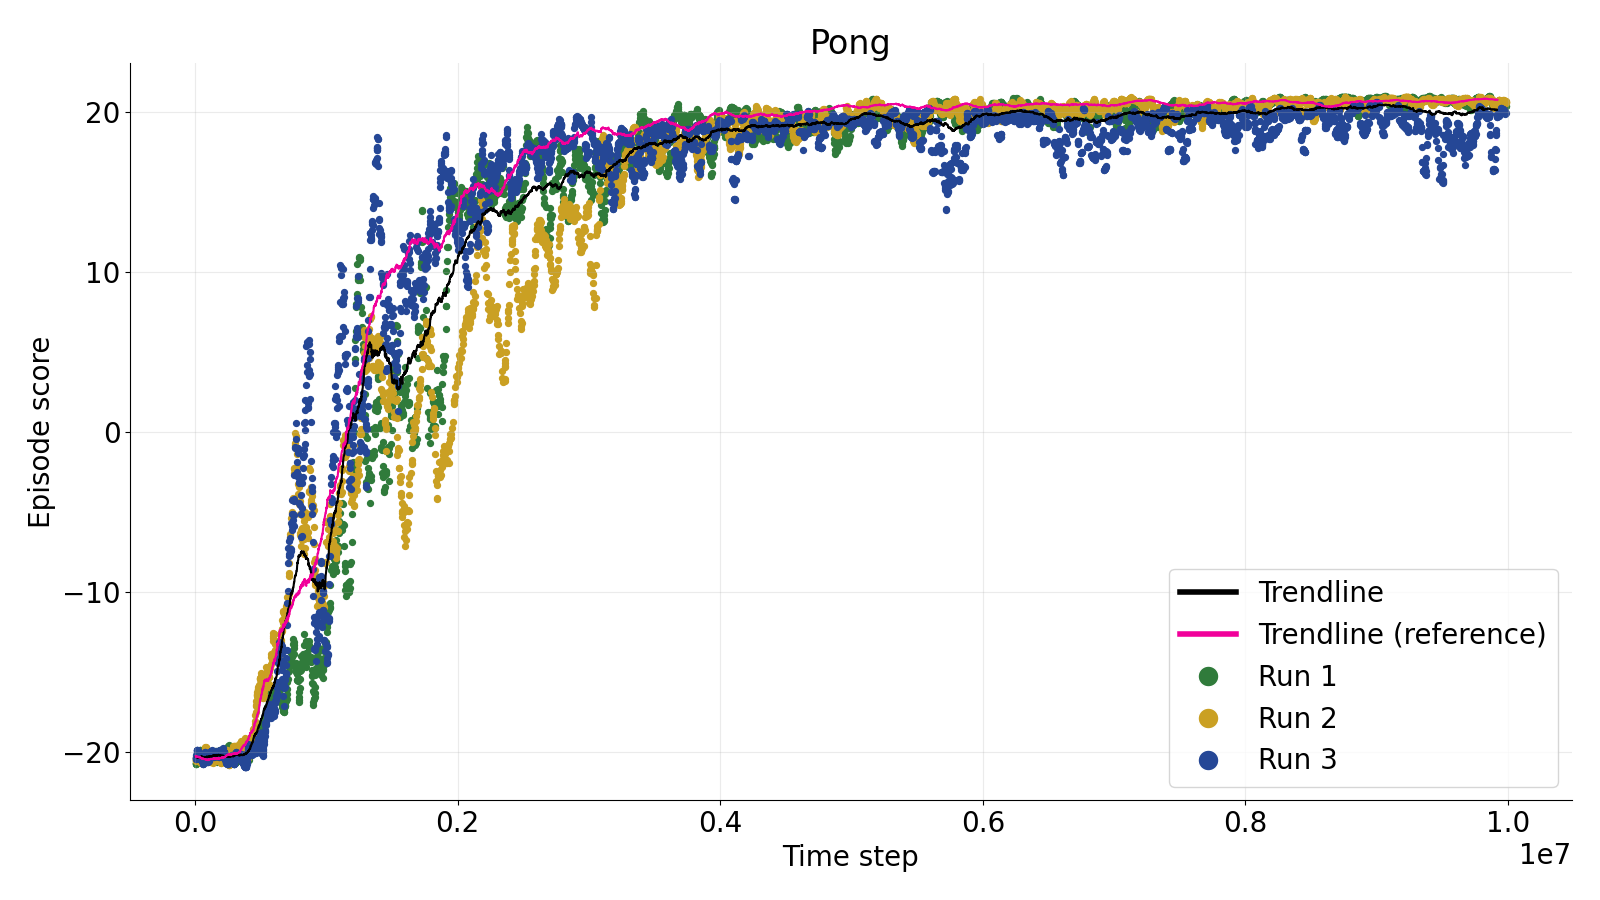 Pong
Episode score
20
10
0
−10
−20
0.0
0.2
0.4
0.6
0.8
1.0
1e7
Time step
Trendline
Trendline (reference)
Run 1
Run 2
Run 3